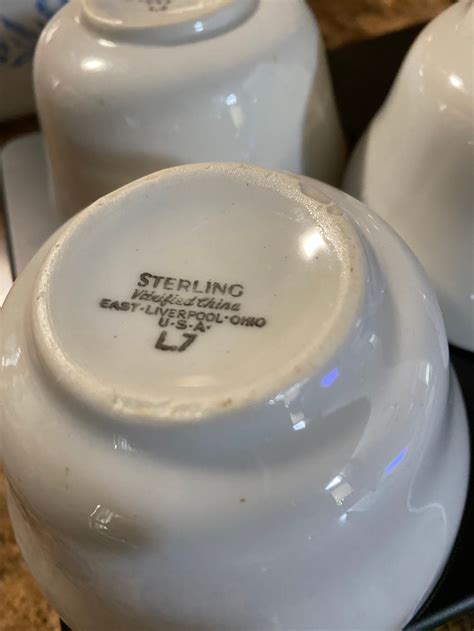 STERLING
Vitrified China
EAST·LIVERPOOL·OHIO
U·S·A·
L7